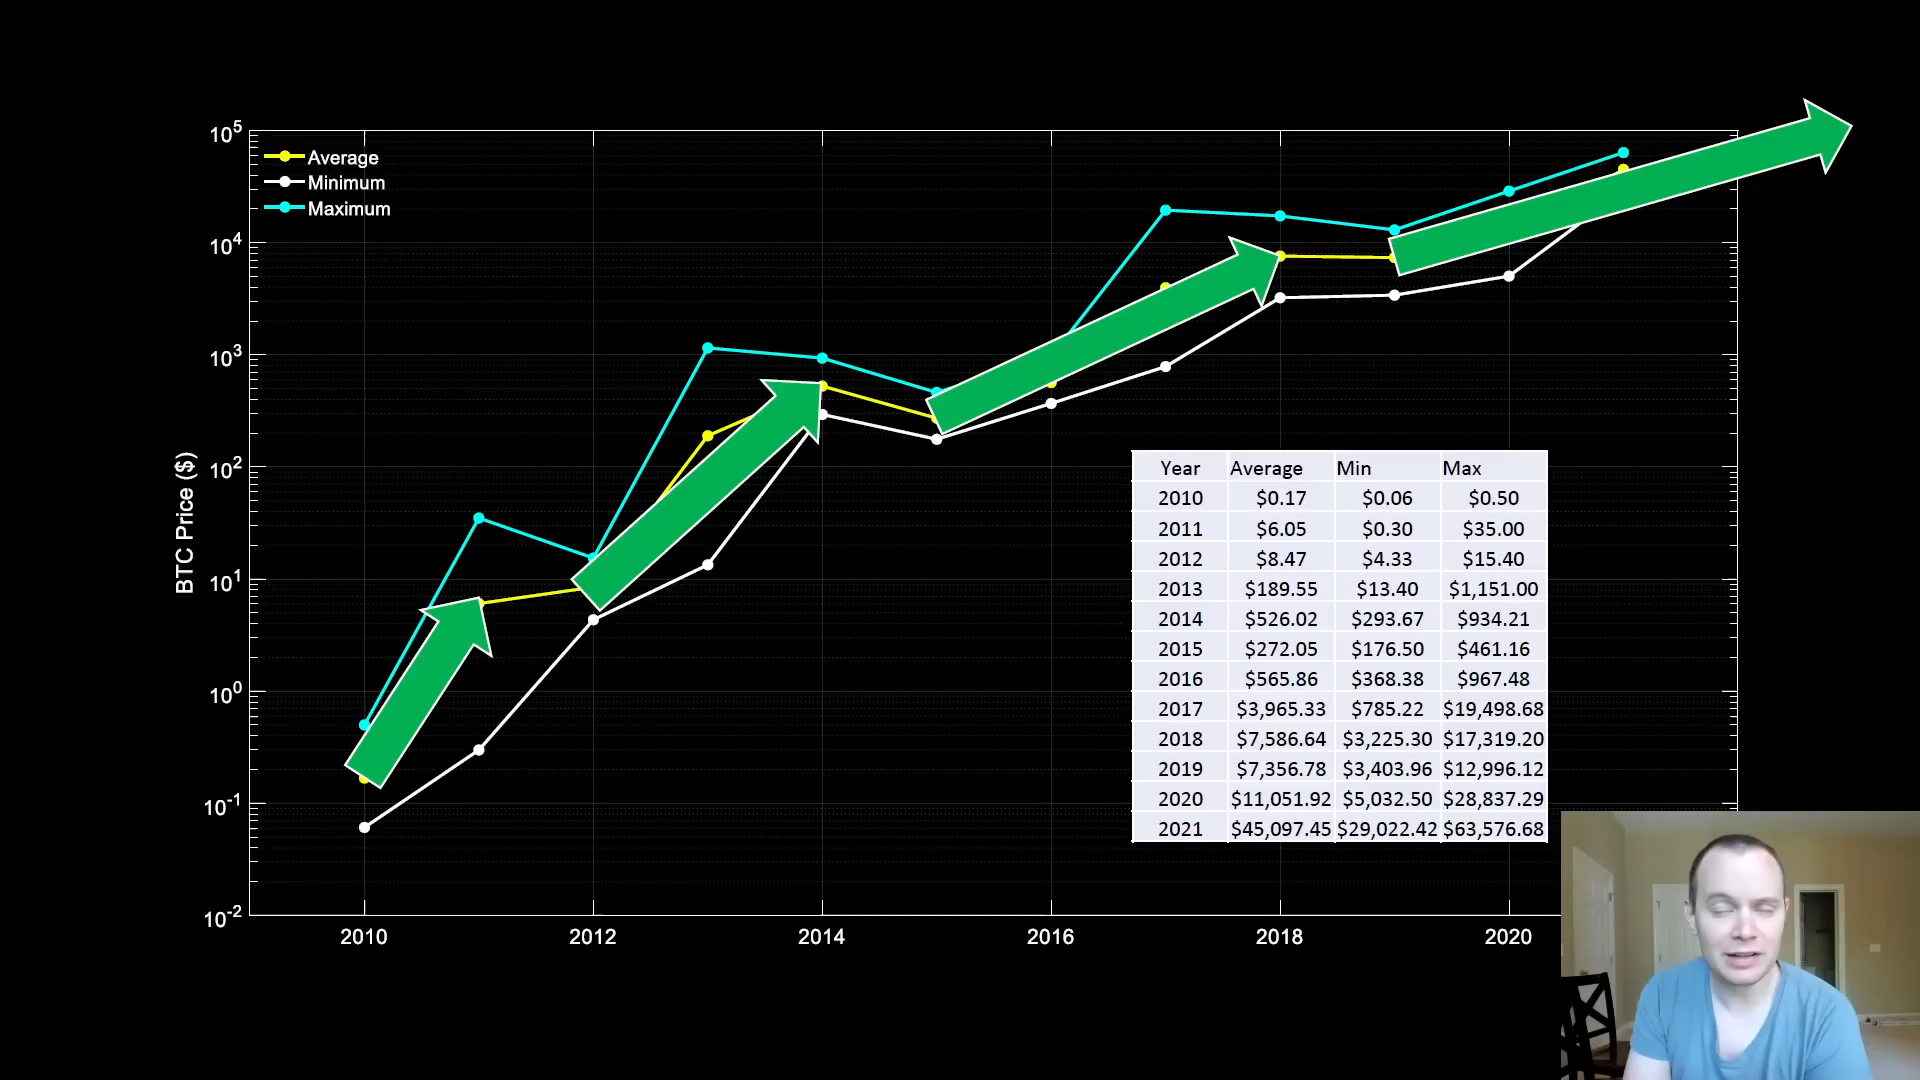 10^5
10^4
10^3
10^2
10^1
10^0
10^-1
10^-2
BTC Price ($)
Average
Minimum
Maximum
Year Average Min Max
2010 $0.17 $0.06 $0.50
2011 $6.05 $0.30 $35.00
2012 $8.47 $4.33 $15.40
2013 $189.55 $13.40 $1,151.00
2014 $526.02 $293.67 $934.21
2015 $272.05 $176.50 $461.16
2016 $565.86 $368.38 $967.48
2017 $3,965.33 $785.22 $19,498.68
2018 $7,586.64 $3,225.30 $17,319.20
2019 $7,356.78 $3,403.96 $12,996.12
2020 $11,051.92 $5,032.50 $28,837.29
2021 $45,097.45 $29,022.42 $63,576.68
2010 2012 2014 2016 2018 2020